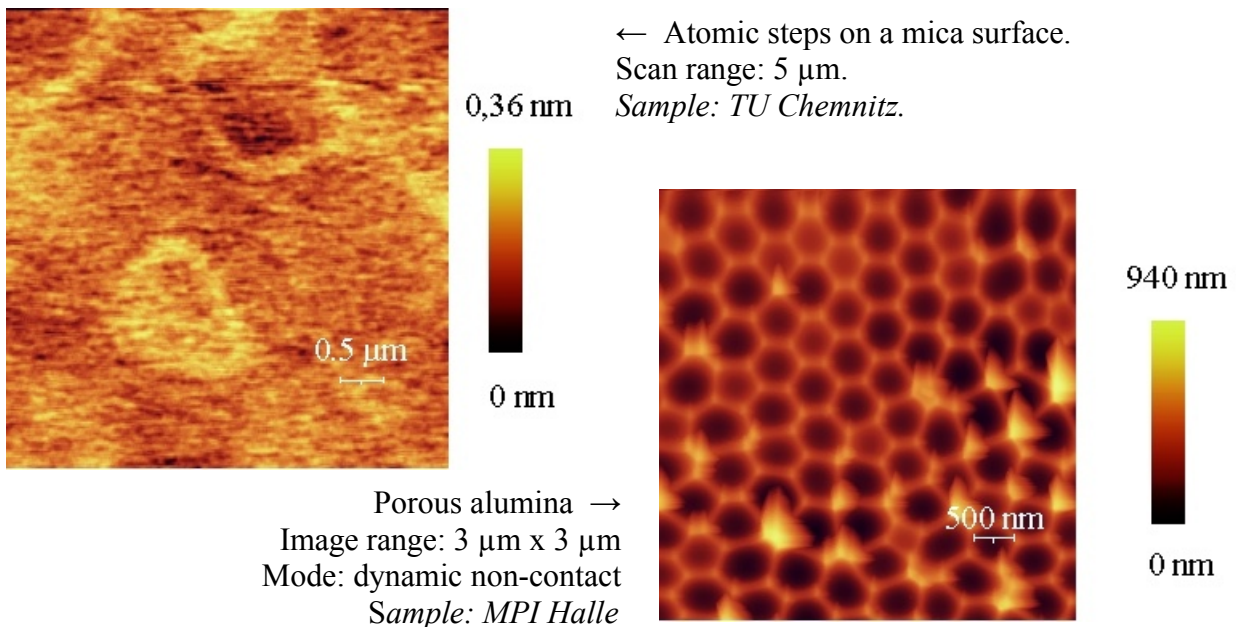 ← Atomic steps on a mica surface.
Scan range: 5 µm.
Sample: TU Chemnitz.
0,36 nm
0.5 µm
0 nm
940 nm
500 nm
0 nm
Porous alumina →
Image range: 3 µm x 3 µm
Mode: dynamic non-contact
Sample: MPI Halle